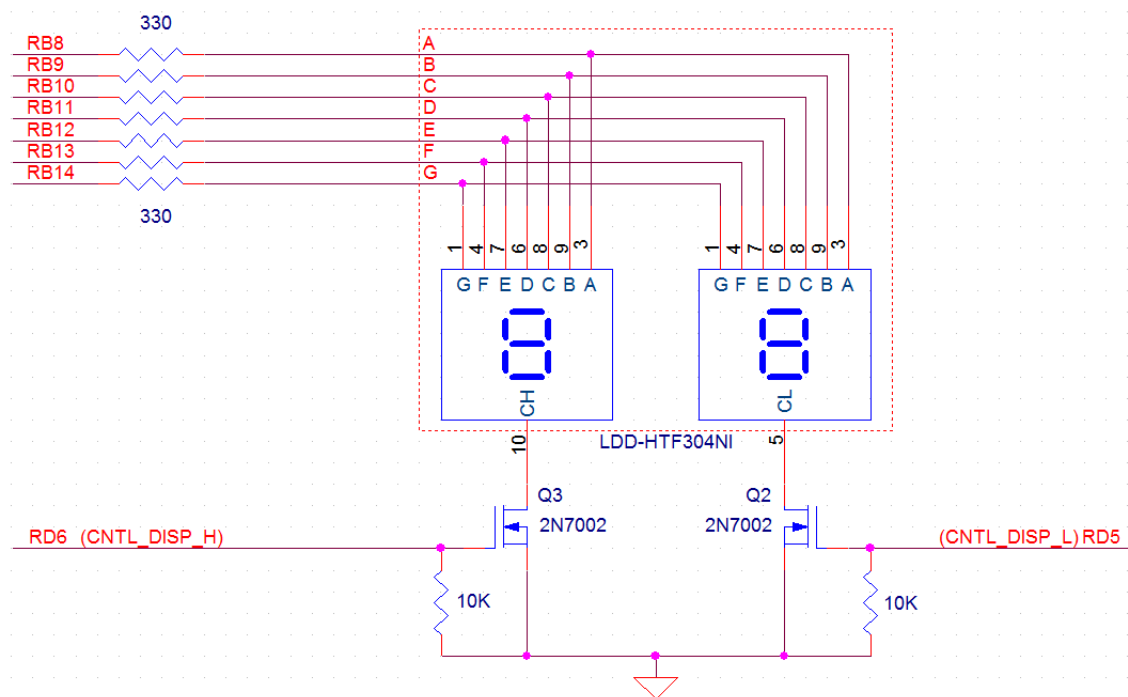 330
RB8
RB9
RB10
RB11
RB12
RB13
RB14
330
A
B
C
D
E
F
G
1 4 7 6 8 9 3
1 4 7 6 8 9 3
G F E D C B A
G F E D C B A
CH
CL
LDD-HTF304NI
10
5
Q3
2N7002
Q2
2N7002
RD6 (CNTL_DISP_H)
(CNTL_DISP_L) RD5
10K
10K